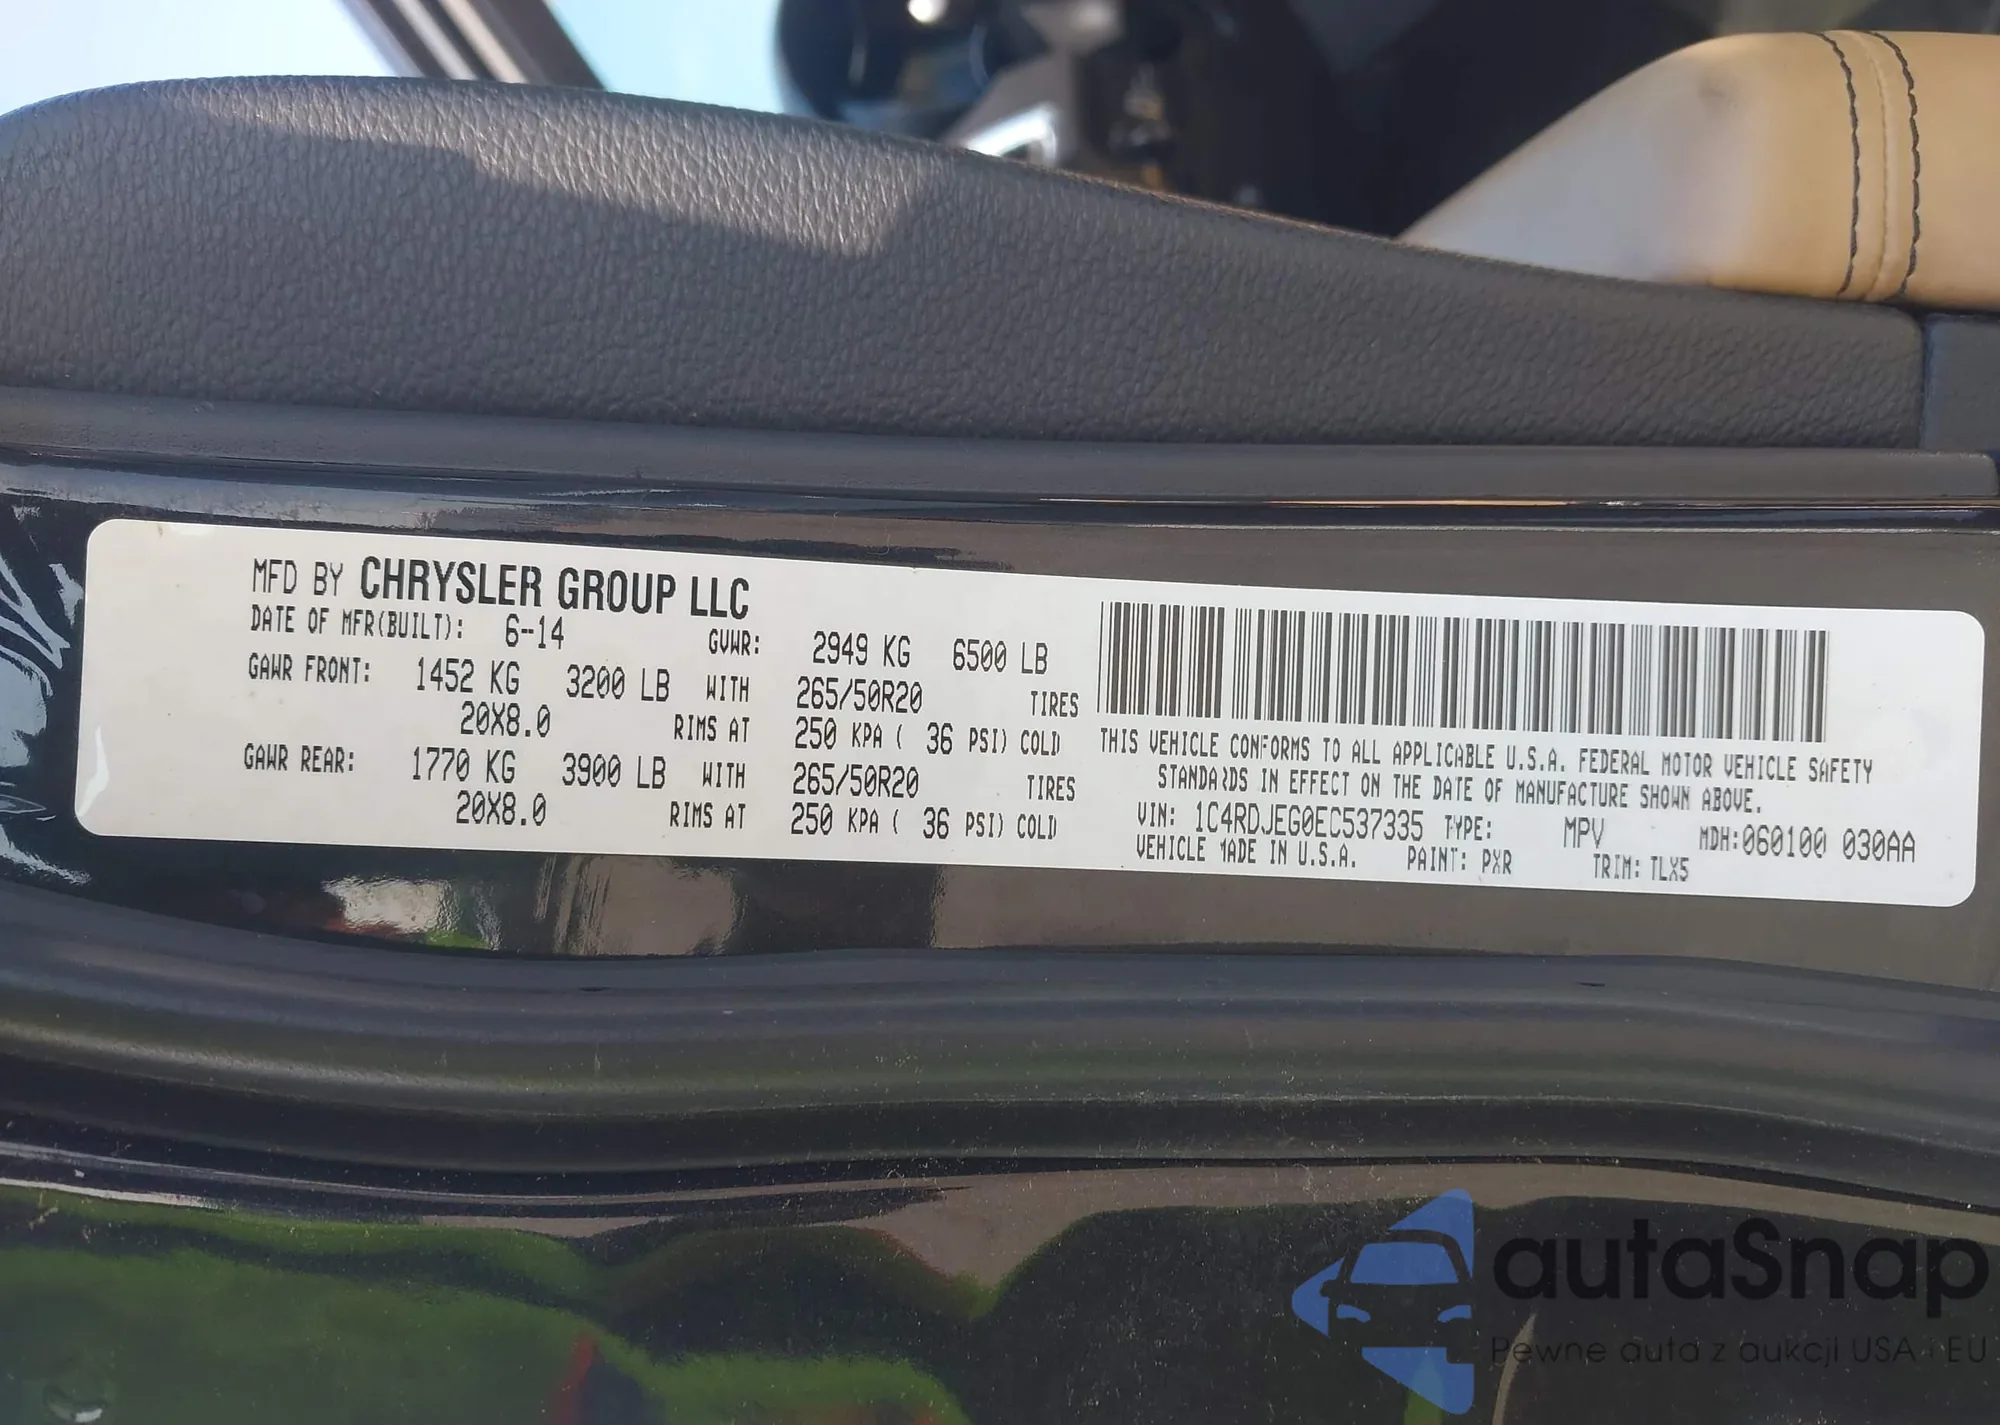 MFD BY CHRYSLER GROUP LLC
DATE OF MFR(BUILT): 6-14 GVWR: 2949 KG 6500 LB
GAWR FRONT: 1452 KG 3200 LB WITH 265/50R20 TIRES
20X8.0 RIMS AT 250 KPA ( 36 PSI) COLD
GAWR REAR: 1770 KG 3900 LB WITH 265/50R20 TIRES
20X8.0 RIMS AT 250 KPA ( 36 PSI) COLD
THIS VEHICLE CONFORMS TO ALL APPLICABLE U.S.A. FEDERAL MOTOR VEHICLE SAFETY
STANDARDS IN EFFECT ON THE DATE OF MANUFACTURE SHOWN ABOVE.
VIN: 1C4RDJEG0EC537335 TYPE: MPV MDH:060100 030AA
VEHICLE MADE IN U.S.A. PAINT: PXR TRIM: TLX5
autaSnap
Pewne auta z aukcji USA i EU